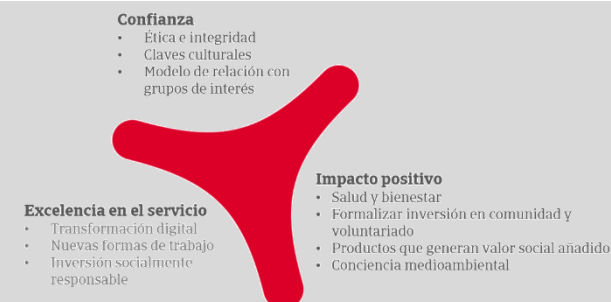 Confianza
• Ética e integridad
• Claves culturales
• Modelo de relación con
grupos de interés
Impacto positivo
• Salud y bienestar
• Formalizar inversión en comunidad y
voluntariado
• Productos que generan valor social añadido
• Conciencia medioambiental
Excelencia en el servicio
• Transformación digital
• Nuevas formas de trabajo
• Inversión socialmente
responsable